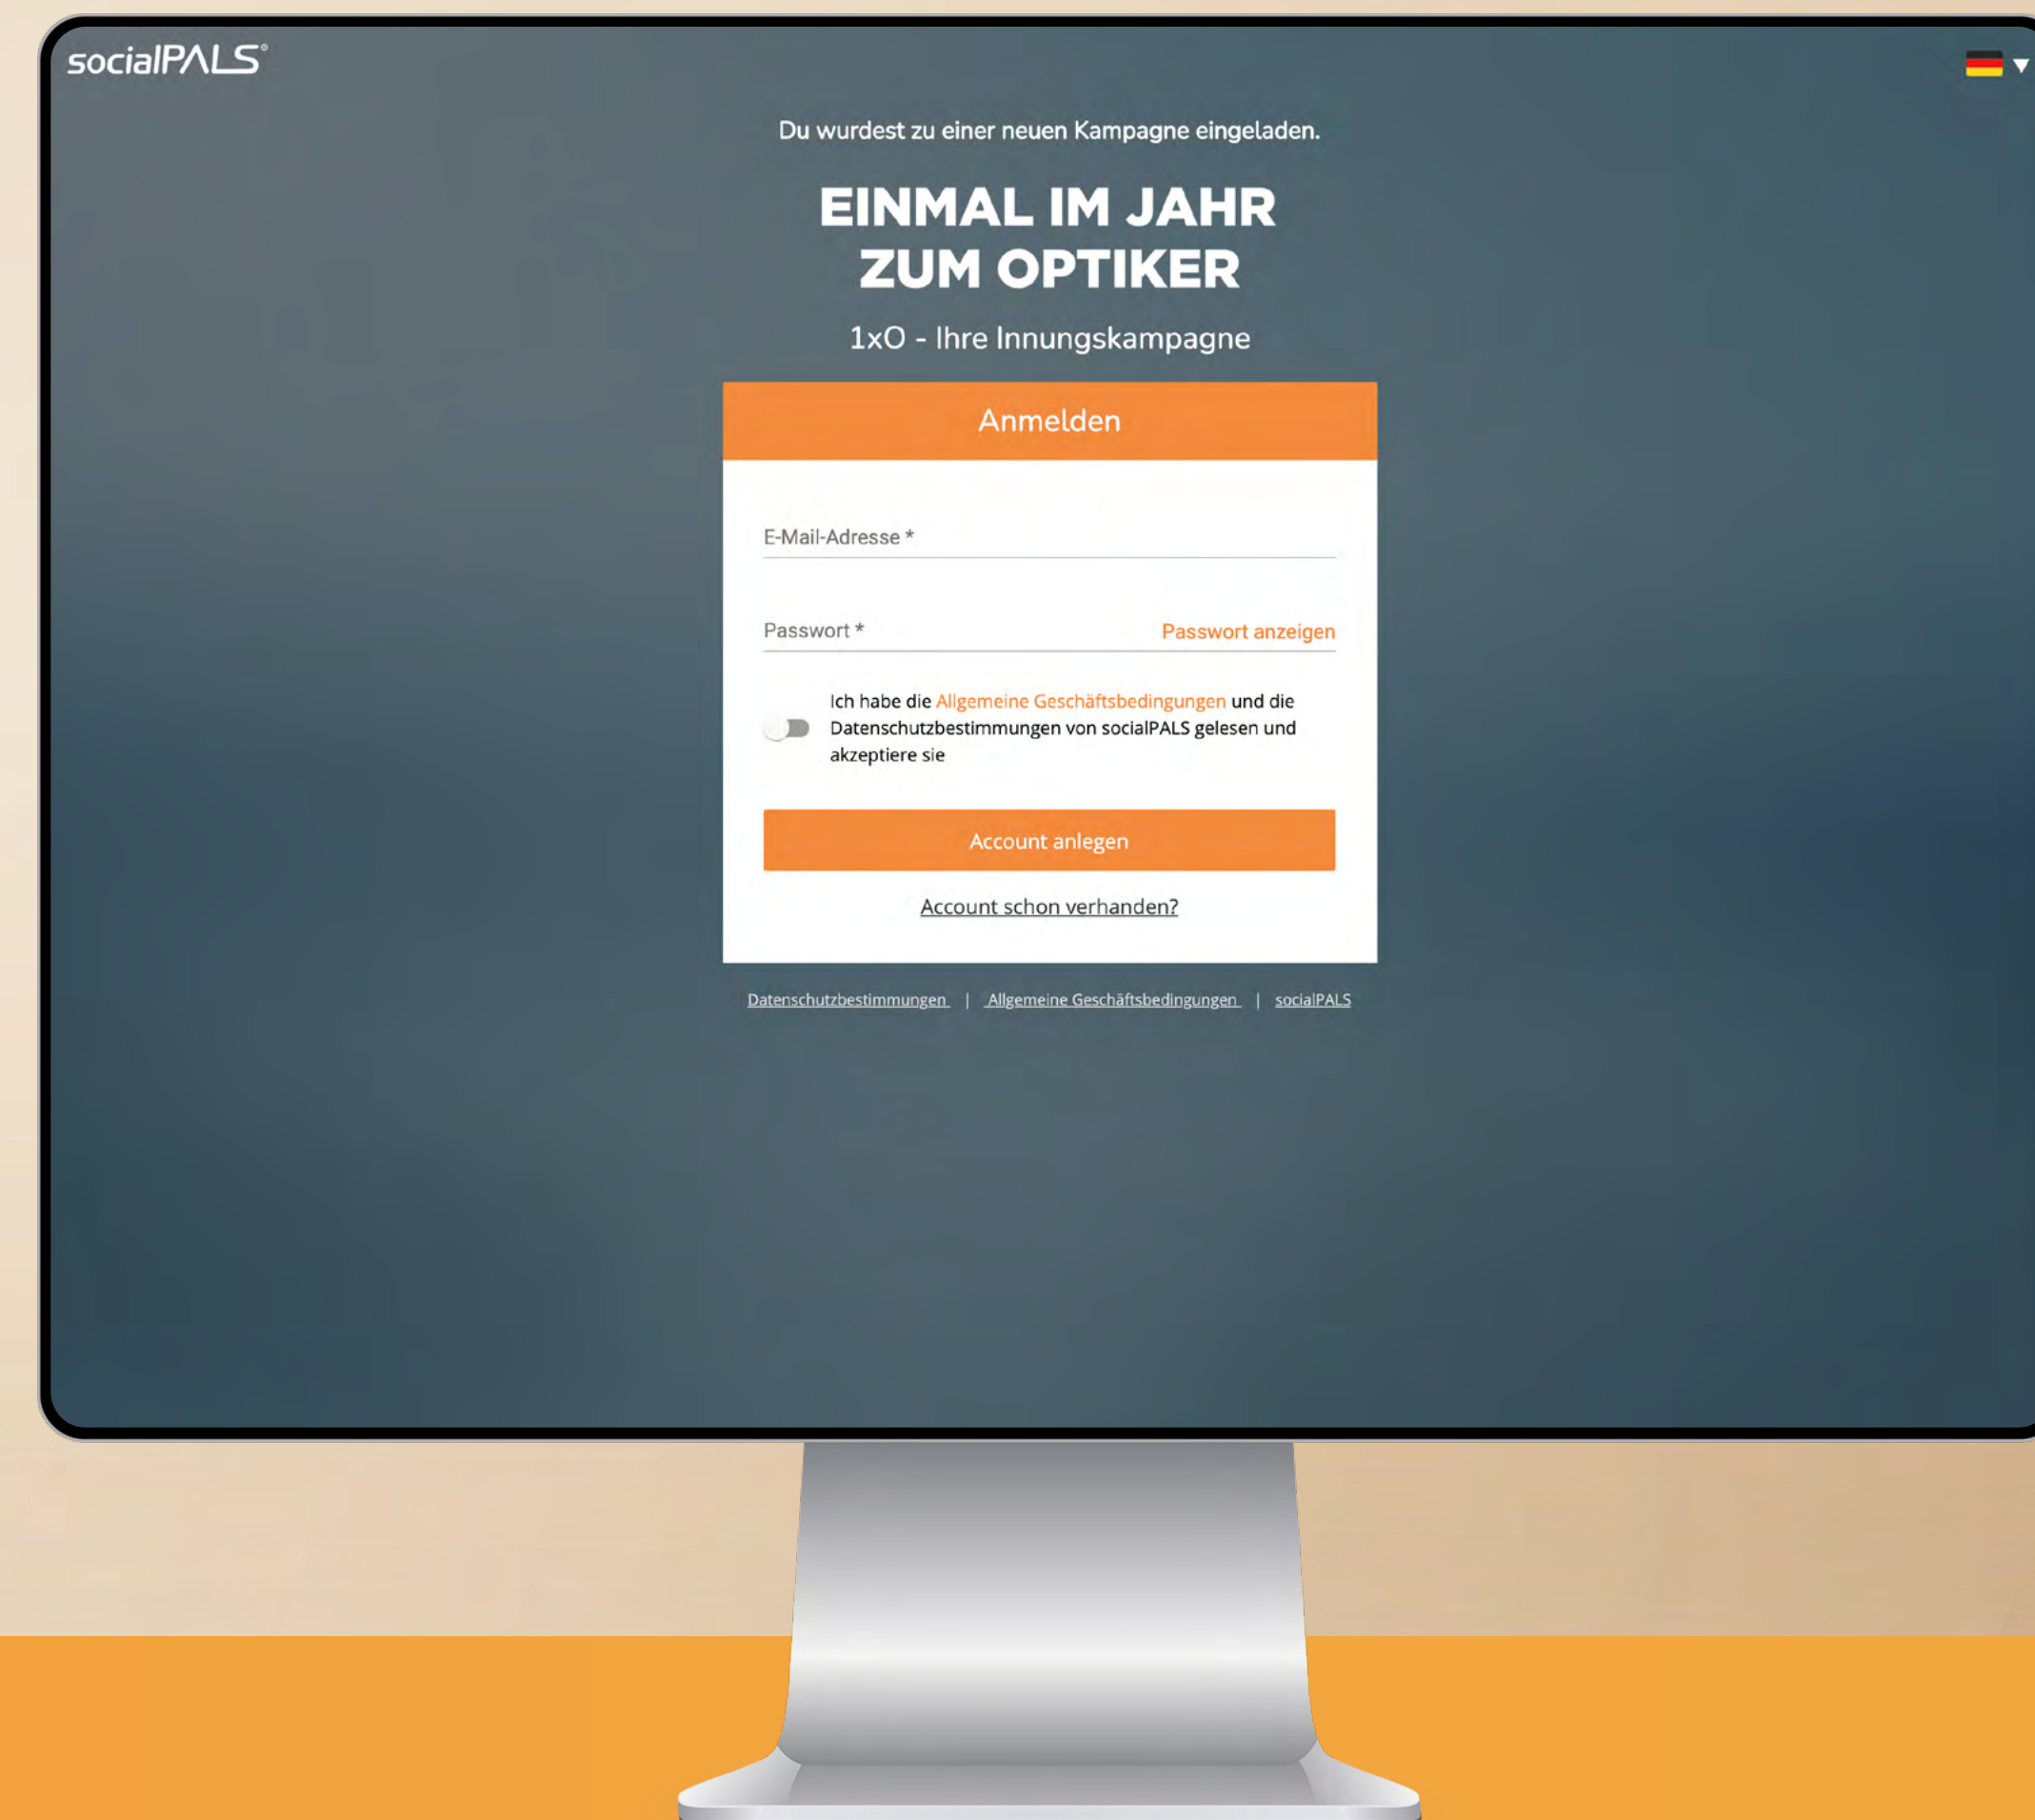 socialPALS®
Du wurdest zu einer neuen Kampagne eingeladen.
EINMAL IM JAHR
ZUM OPTIKER
1xO - Ihre Innungskampagne
Anmelden
E-Mail-Adresse *
Passwort * Passwort anzeigen
Ich habe die Allgemeine Geschäftsbedingungen und die
Datenschutzbestimmungen von socialPALS gelesen und
akzeptiere sie
Account anlegen
Account schon verhanden?
Datenschutzbestimmungen | Allgemeine Geschäftsbedingungen | socialPALS